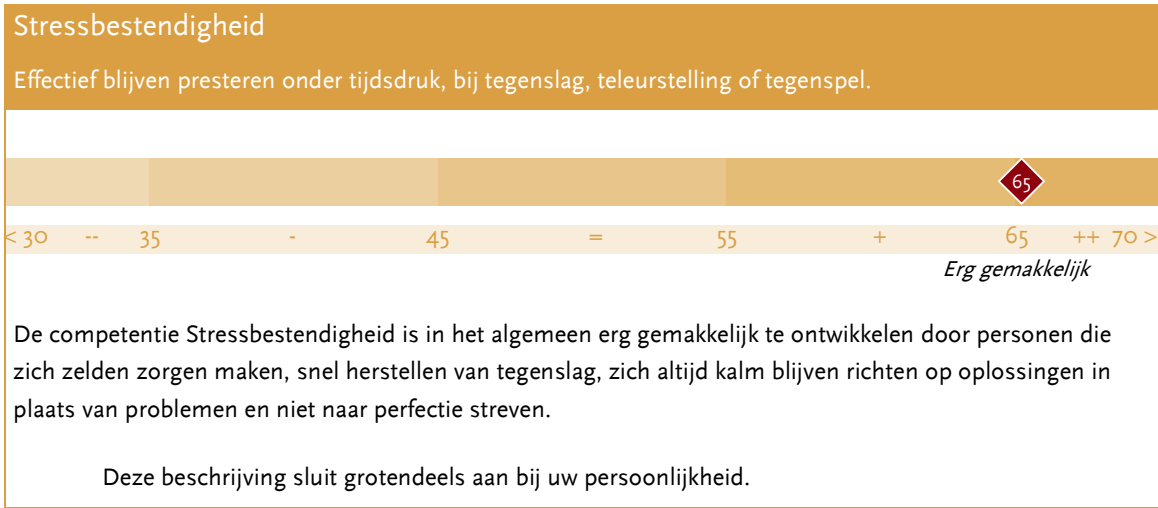 Stressbestendigheid
Effectief blijven presteren onder tijdsdruk, bij tegenslag, teleurstelling of tegenspel.
65
< 30 -- 35 - 45 = 55 + 65 ++ 70 >
Erg gemakkelijk
De competentie Stressbestendigheid is in het algemeen erg gemakkelijk te ontwikkelen door personen die
zich zelden zorgen maken, snel herstellen van tegenslag, zich altijd kalm blijven richten op oplossingen in
plaats van problemen en niet naar perfectie streven.
Deze beschrijving sluit grotendeels aan bij uw persoonlijkheid.